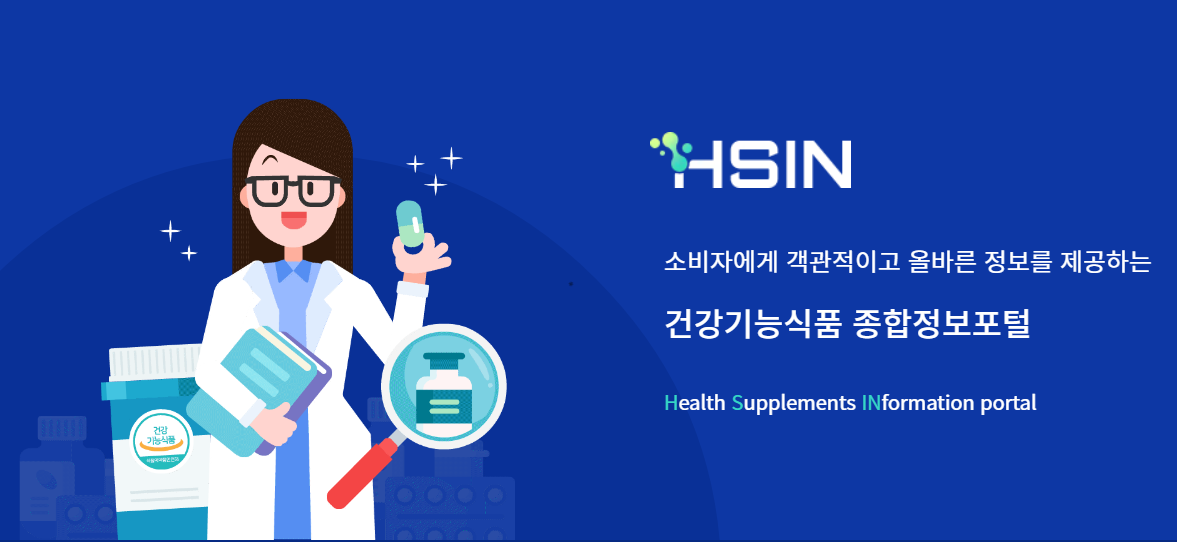 HSIN
소비자에게 객관적이고 올바른 정보를 제공하는
건강기능식품 종합정보포털
Health Supplements INformation portal
건강
기능식품